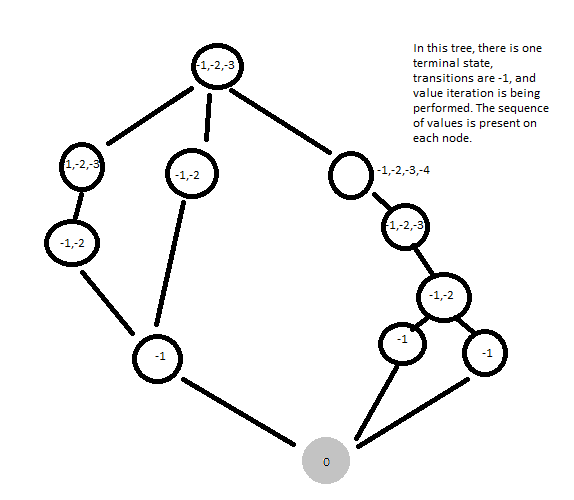 In this tree, there is one
terminal state,
transitions are -1, and
value iteration is being
performed. The sequence
of values is present on
each node.
-1,-2,-3
-1,-2,-3
-1,-2
-1,-2,-3,-4
-1,-2,-3
-1,-2
-1,-2
-1
-1
-1
0